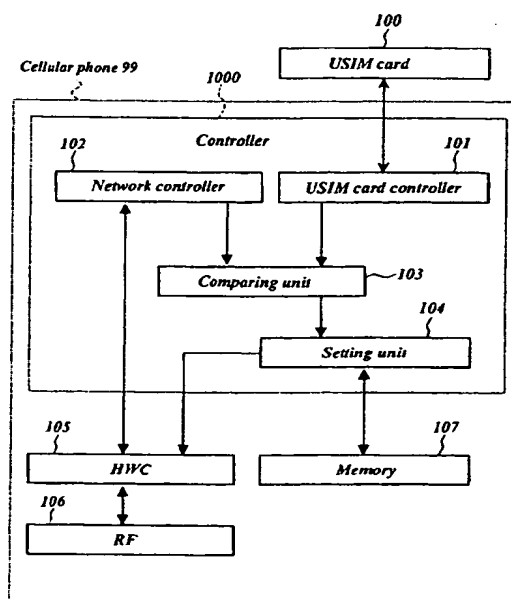 100
USIM card
Cellular phone 99
1000
Controller
102
Network controller
101
USIM card controller
Comparing unit
103
104
Setting unit
105
HWC
107
Memory
106
RF